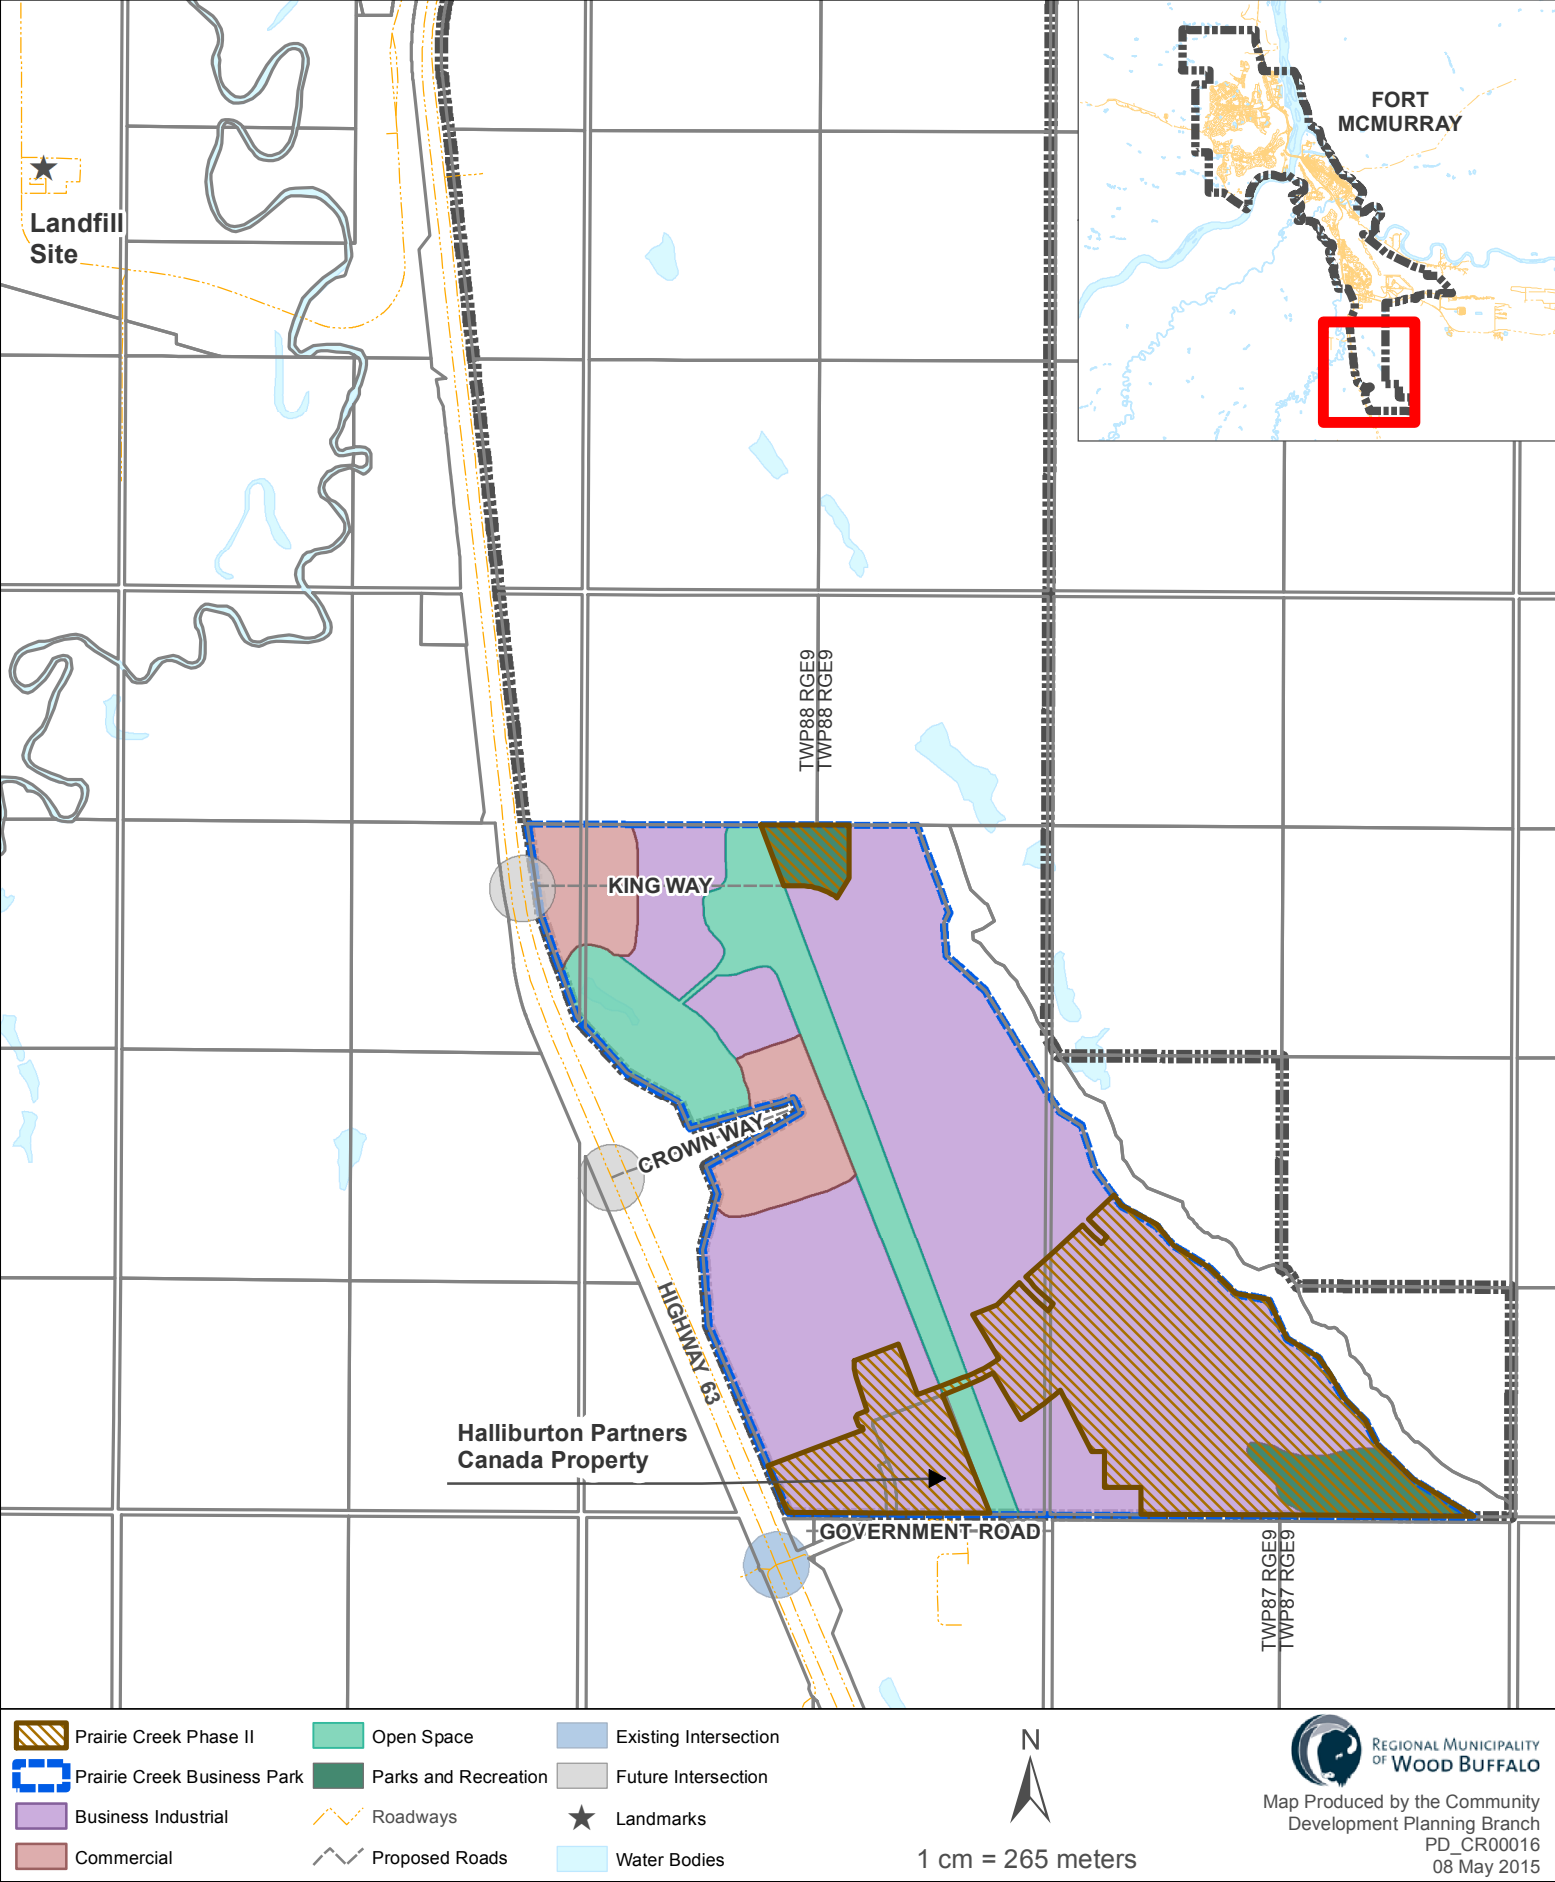 FORT
MCMURRAY
Landfill
Site
TWP88 RGE9
TWP88 RGE9
KING WAY
CROWN WAY
HIGHWAY 63
Halliburton Partners
Canada Property
GOVERNMENT ROAD
TWP87 RGE9
TWP87 RGE9
Prairie Creek Phase II
Prairie Creek Business Park
Business Industrial
Commercial
Open Space
Parks and Recreation
Roadways
Proposed Roads
Existing Intersection
Future Intersection
Landmarks
Water Bodies
N
1 cm = 265 meters
REGIONAL MUNICIPALITY
OF WOOD BUFFALO
Map Produced by the Community
Development Planning Branch
PD_CR00016
08 May 2015